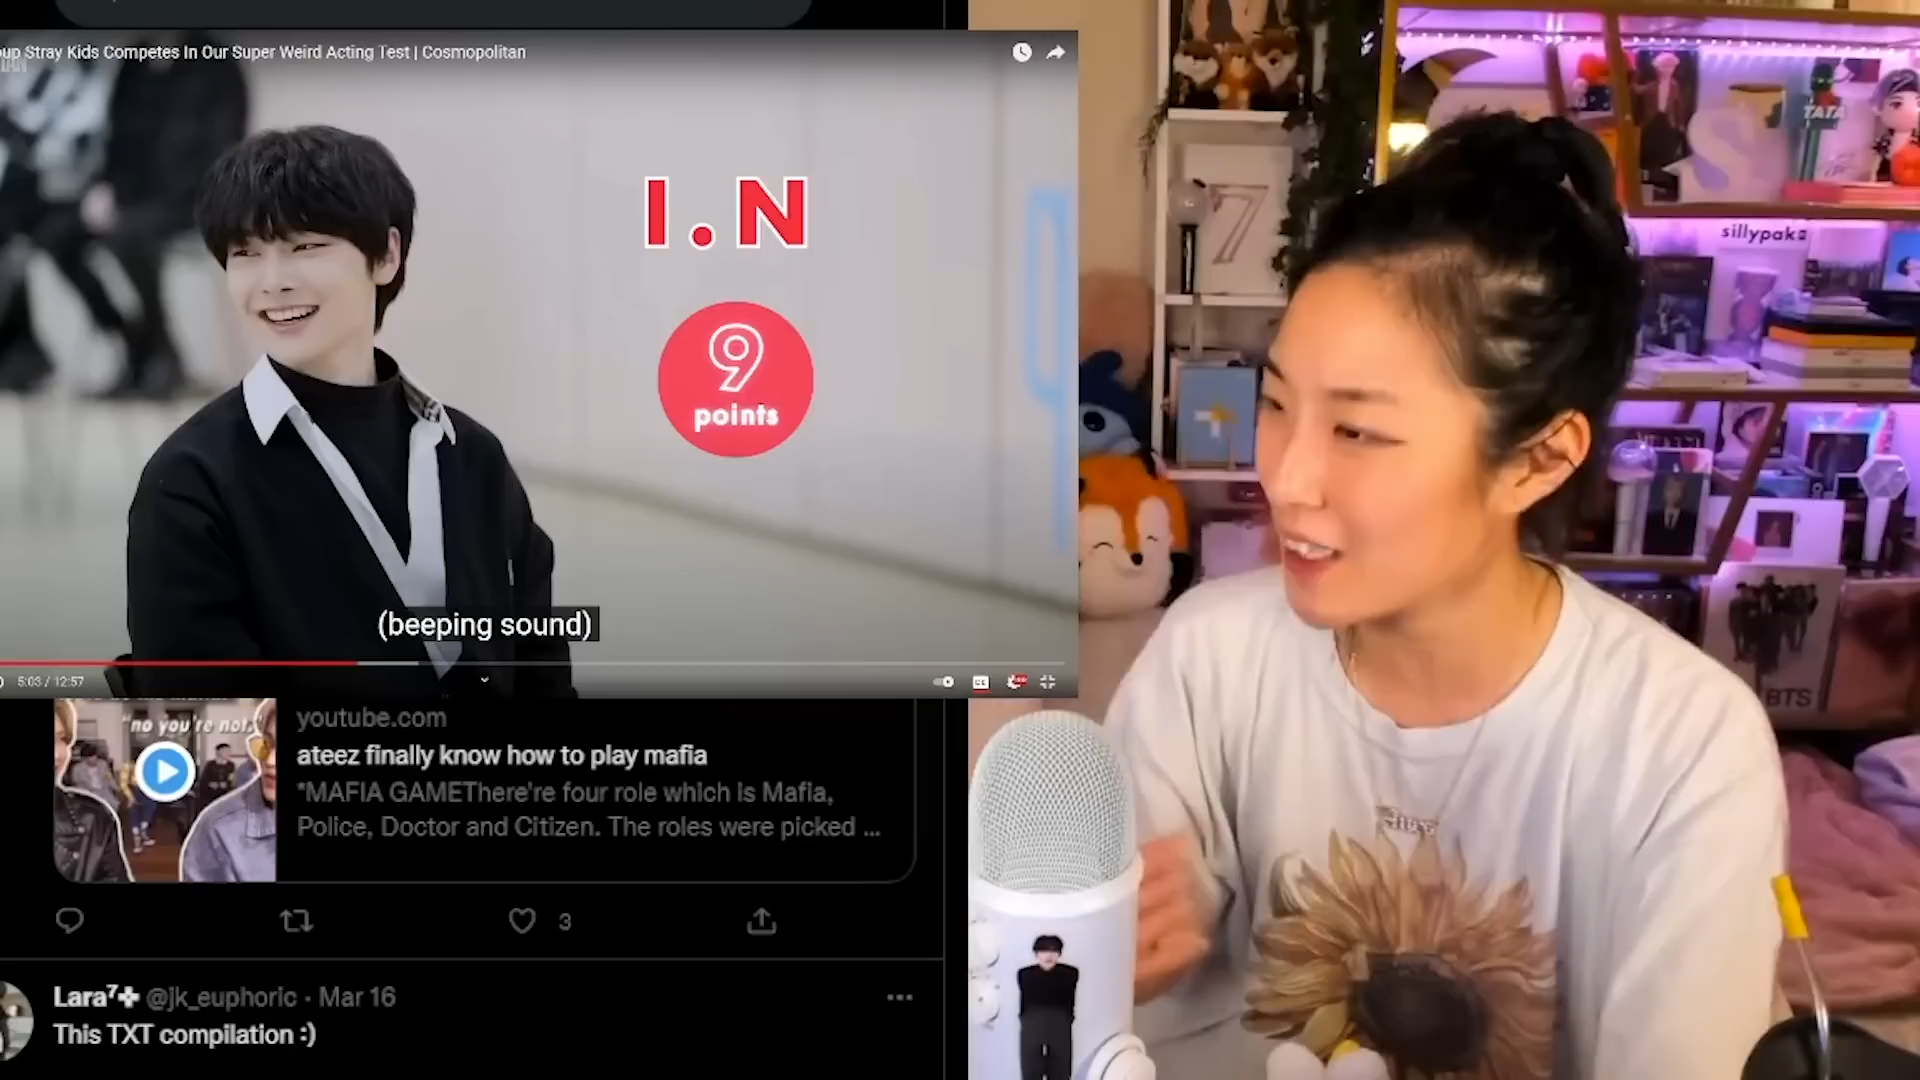 oup Stray Kids Competes In Our Super Weird Acting Test | Cosmopolitan
I.N
9
points
(beeping sound)
5:03 / 12:57
"no you're not."
youtube.com
ateez finally know how to play mafia
*MAFIA GAMEThere're four role which is Mafia,
Police, Doctor and Citizen. The roles were picked ...
3
Lara⁷✢ @jk_euphoric · Mar 16
This TXT compilation :)
7
TATA
sillypak
BTS